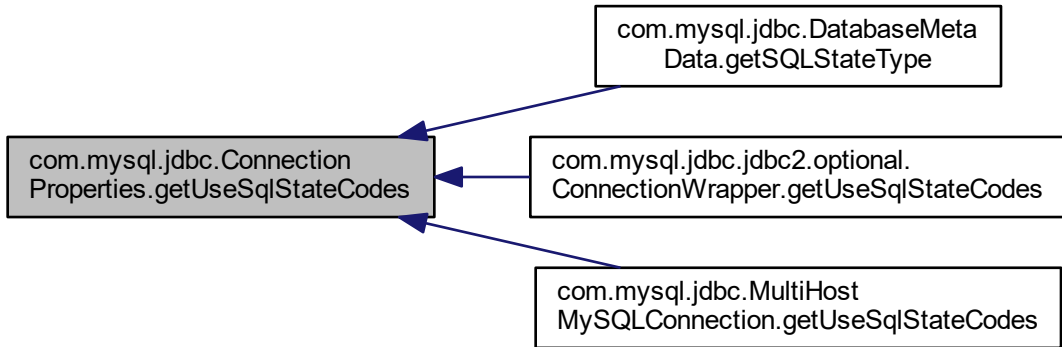 com.mysql.jdbc.DatabaseMeta
Data.getSQLStateType
com.mysql.jdbc.Connection
Properties.getUseSqlStateCodes
com.mysql.jdbc.jdbc2.optional.
ConnectionWrapper.getUseSqlStateCodes
com.mysql.jdbc.MultiHost
MySQLConnection.getUseSqlStateCodes